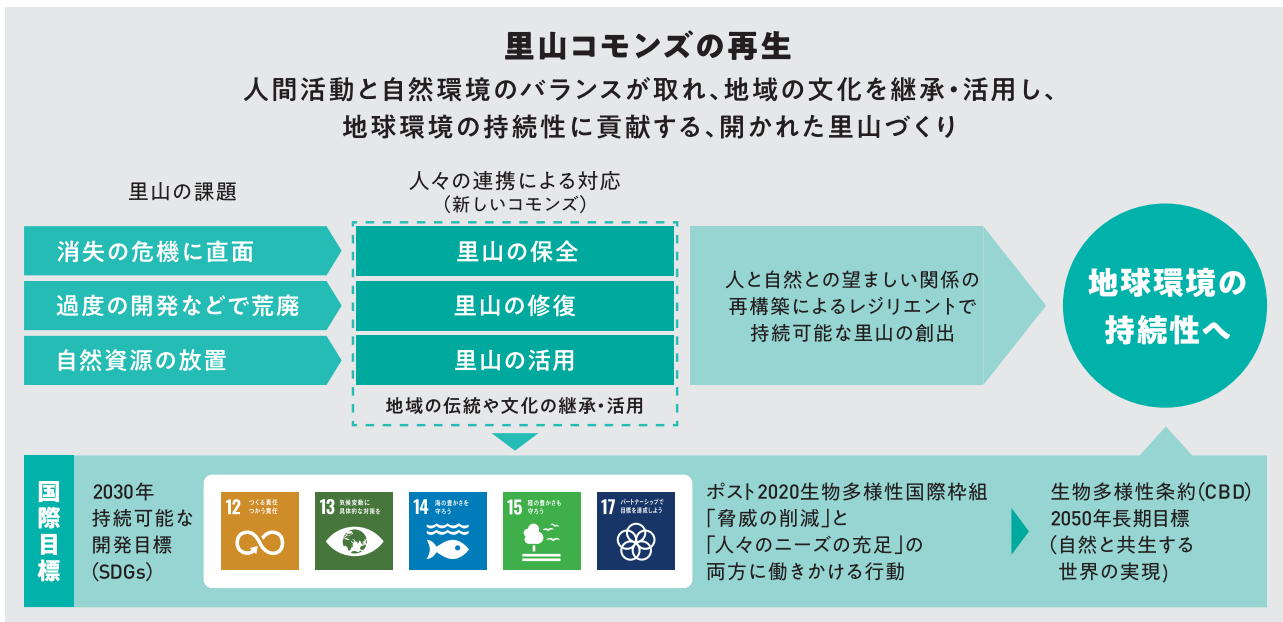 里山コモンズの再生
人間活動と自然環境のバランスが取れ、地域の文化を継承・活用し、
地球環境の持続性に貢献する、開かれた里山づくり
里山の課題
人々の連携による対応
（新しいコモンズ）
消失の危機に直面
過度の開発などで荒廃
自然資源の放置
里山の保全
里山の修復
里山の活用
地域の伝統や文化の継承・活用
人と自然との望ましい関係の
再構築によるレジリエントで
持続可能な里山の創出
地球環境の
持続性へ
国際目標
2030年
持続可能な
開発目標
(SDGs)
12 つくる責任
つかう責任
13 気候変動に
具体的な対策を
14 海の豊かさを
守ろう
15 陸の豊かさも
守ろう
17 パートナーシップで
目標を達成しよう
ポスト2020生物多様性国際枠組
「脅威の削減」と
「人々のニーズの充足」の
両方に働きかける行動
生物多様性条約(CBD)
2050年長期目標
(自然と共生する
世界の実現)